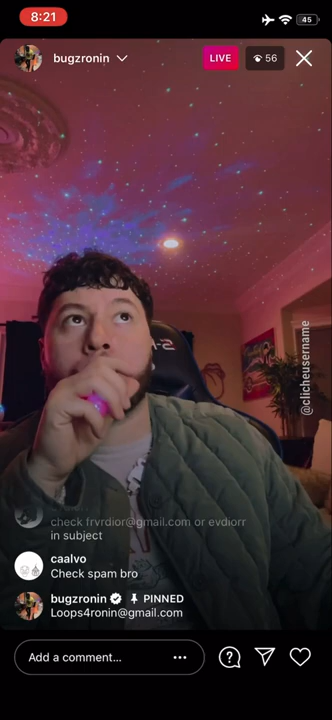 8:21
45
bugzronin
LIVE
56
@clicheusername
check frvrdior@gmail.com or evdiorr
in subject
caalvo
Check spam bro
bugzronin PINNED
Loops4ronin@gmail.com
Add a comment...